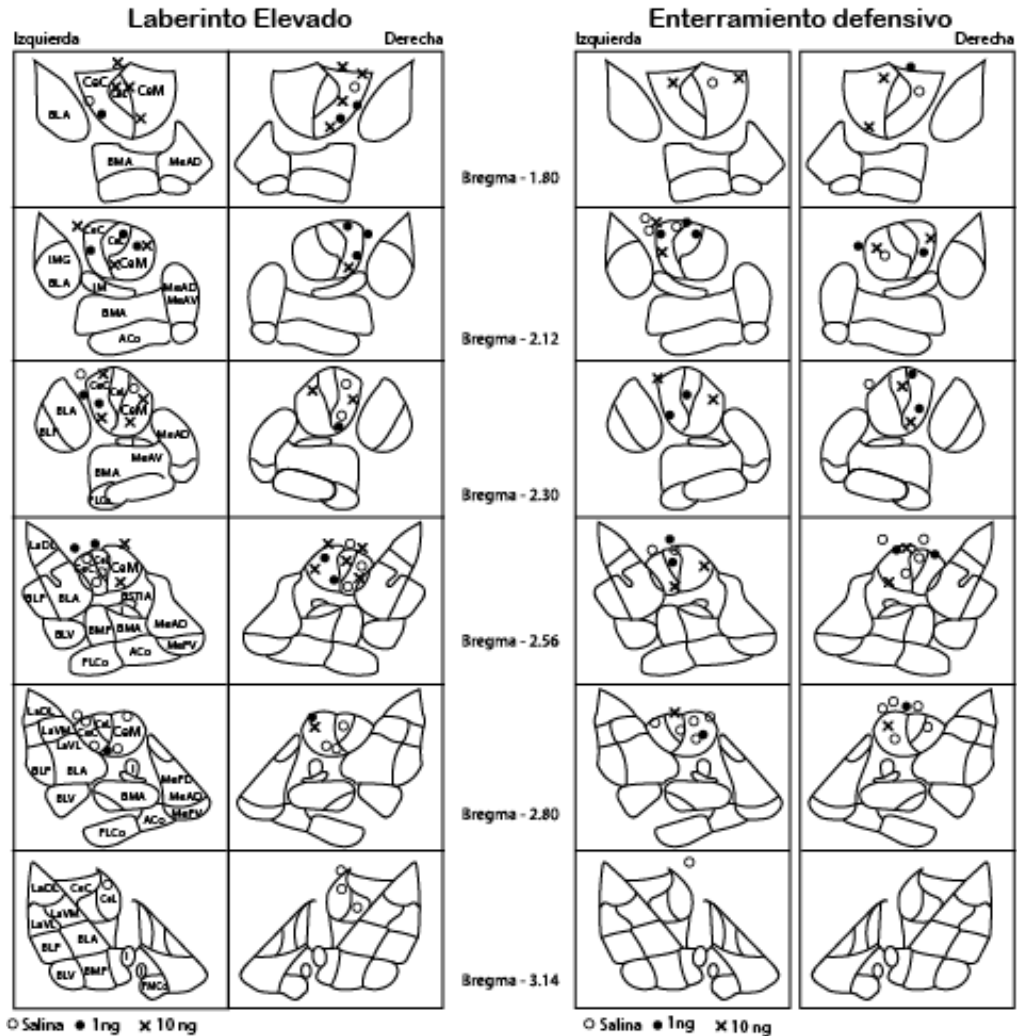 Laberinto Elevado
Enterramiento defensivo
Izquierda
Derecha
Izquierda
Derecha
CeC
CeM
BLA
BMA
MeAD
Bregma - 1.80
CeC
CeL
CeM
IMG
BLA
IM
MeAD
MeAV
BMA
ACo
Bregma - 2.12
CeC
CeL
CeM
BLA
BLP
MeAD
MeAV
BMA
PLCo
Bregma - 2.30
LaDL
CeL
CeC
CeM
BLP
BLA
BSTIA
BLV
BMP
BMA
MeAD
MePV
PLCo
ACo
Bregma - 2.56
LaDL
LaVM
CeL
CeC
CeM
LaVL
BLP
BLA
I
MePD
BLV
BMA
MeAD
MePV
ACo
PLCo
Bregma - 2.80
LaDL
CeC
CeL
LaVM
LaVL
BLP
BLA
I
BLV
BMP
I
PMCo
Bregma - 3.14
Salina 1ng 10 ng
Salina 1ng 10 ng